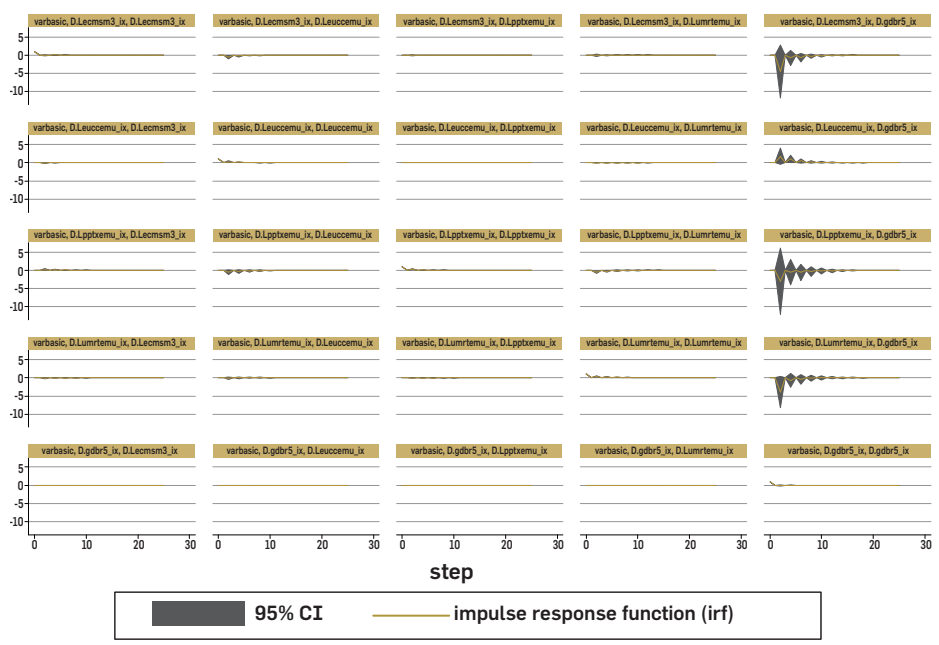 varbasic, D.Lecmsm3_ix, D.Lecmsm3_ix varbasic, D.Lecmsm3_ix, D.Leuccemu_ix varbasic, D.Lecmsm3_ix, D.Lpptxemu_ix varbasic, D.Lecmsm3_ix, D.Lumrtemu_ix varbasic, D.Lecmsm3_ix, D.gdbr5_ix
5
0
-5
-10
varbasic, D.Leuccemu_ix, D.Lecmsm3_ix varbasic, D.Leuccemu_ix, D.Leuccemu_ix varbasic, D.Leuccemu_ix, D.Lpptxemu_ix varbasic, D.Leuccemu_ix, D.Lumrtemu_ix varbasic, D.Leuccemu_ix, D.gdbr5_ix
5
0
-5
-10
varbasic, D.Lpptxemu_ix, D.Lecmsm3_ix varbasic, D.Lpptxemu_ix, D.Leuccemu_ix varbasic, D.Lpptxemu_ix, D.Lpptxemu_ix varbasic, D.Lpptxemu_ix, D.Lumrtemu_ix varbasic, D.Lpptxemu_ix, D.gdbr5_ix
5
0
-5
-10
varbasic, D.Lumrtemu_ix, D.Lecmsm3_ix varbasic, D.Lumrtemu_ix, D.Leuccemu_ix varbasic, D.Lumrtemu_ix, D.Lpptxemu_ix varbasic, D.Lumrtemu_ix, D.Lumrtemu_ix varbasic, D.Lumrtemu_ix, D.gdbr5_ix
5
0
-5
-10
varbasic, D.gdbr5_ix, D.Lecmsm3_ix varbasic, D.gdbr5_ix, D.Leuccemu_ix varbasic, D.gdbr5_ix, D.Lpptxemu_ix varbasic, D.gdbr5_ix, D.Lumrtemu_ix varbasic, D.gdbr5_ix, D.gdbr5_ix
5
0
-5
-10
0 10 20 30 0 10 20 30 0 10 20 30 0 10 20 30 0 10 20 30
step
95% CI impulse response function (irf)